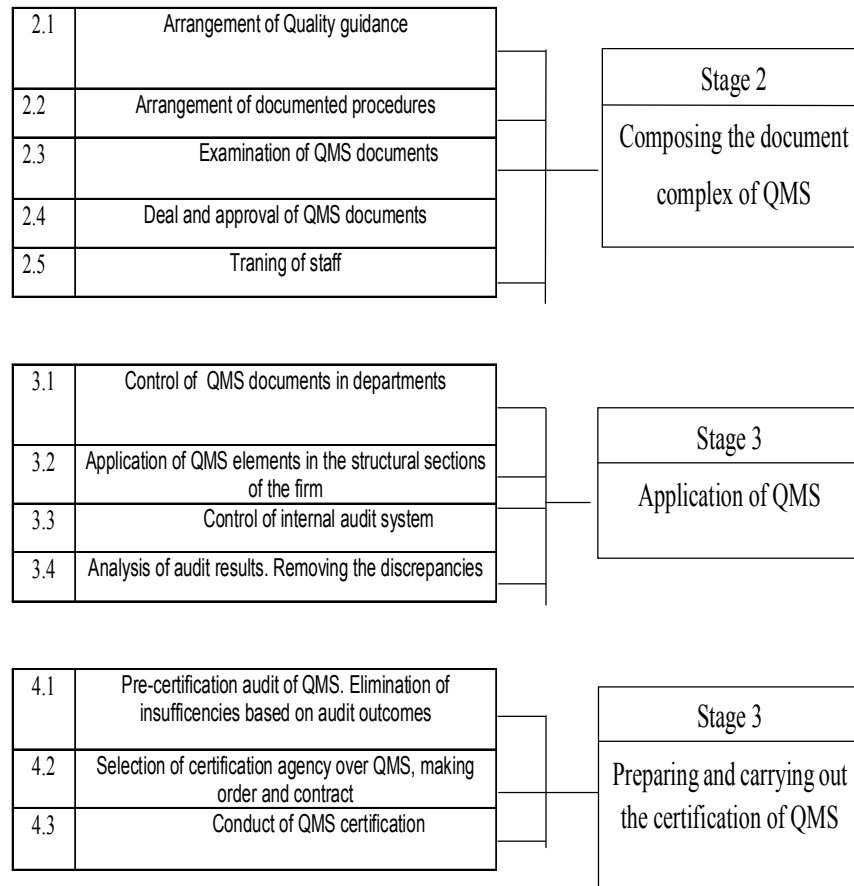 2.1 Arrangement of Quality guidance
2.2 Arrangement of documented procedures
2.3 Examination of QMS documents
2.4 Deal and approval of QMS documents
2.5 Traning of staff
Stage 2
Composing the document
complex of QMS
3.1 Control of QMS documents in departments
3.2 Application of QMS elements in the structural sections
of the firm
3.3 Control of internal audit system
3.4 Analysis of audit results. Removing the discrepancies
Stage 3
Application of QMS
4.1 Pre-certification audit of QMS. Elimination of
insufficencies based on audit outcomes
4.2 Selection of certification agency over QMS, making
order and contract
4.3 Conduct of QMS certification
Stage 3
Preparing and carrying out
the certification of QMS